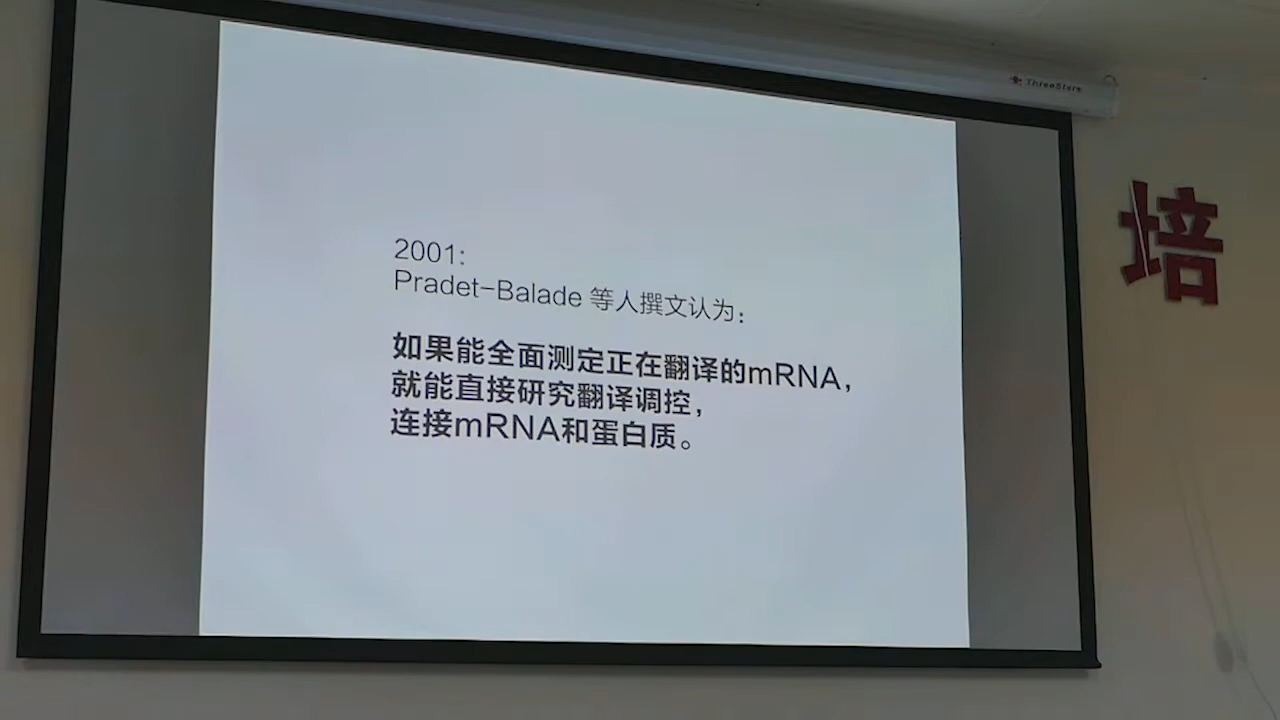 ThreeStars
培
2001:
Pradet-Balade 等人撰文认为：
如果能全面测定正在翻译的mRNA，
就能直接研究翻译调控，
连接mRNA和蛋白质。